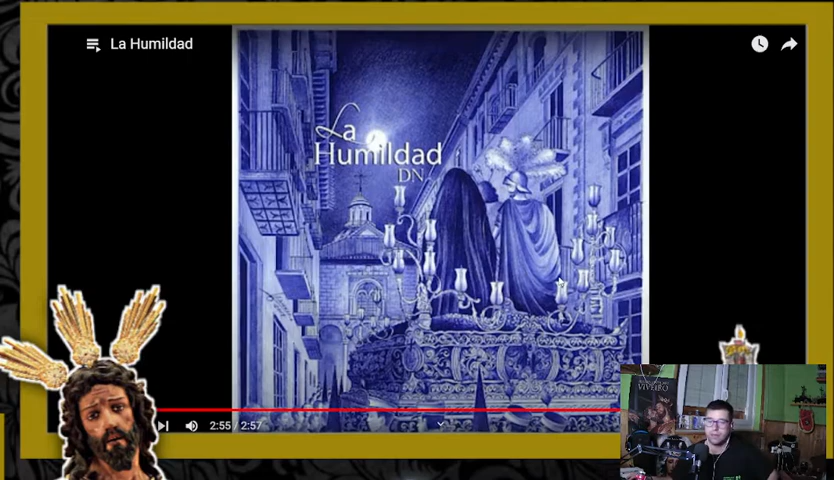 La Humildad
La
Humildad
DN
2:55 / 2:57
VIVEIRO